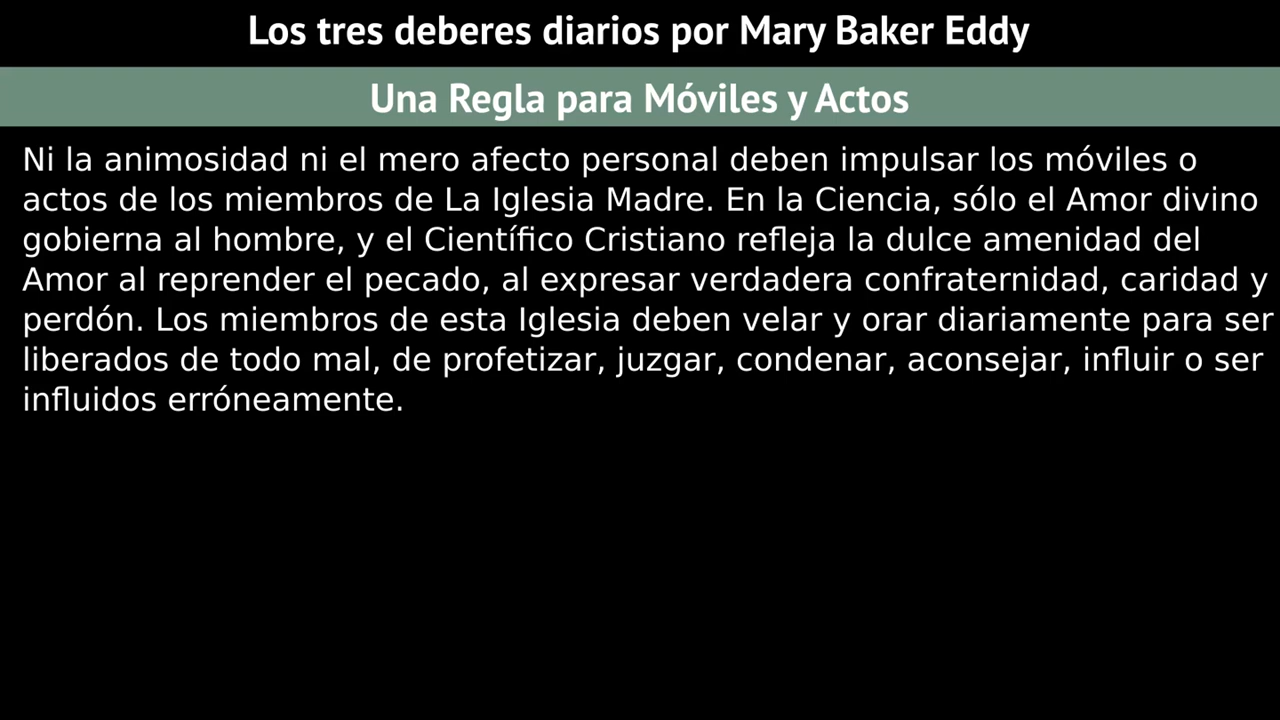 Los tres deberes diarios por Mary Baker Eddy
Una Regla para Móviles y Actos
Ni la animosidad ni el mero afecto personal deben impulsar los móviles o
actos de los miembros de La Iglesia Madre. En la Ciencia, sólo el Amor divino
gobierna al hombre, y el Científico Cristiano refleja la dulce amenidad del
Amor al reprender el pecado, al expresar verdadera confraternidad, caridad y
perdón. Los miembros de esta Iglesia deben velar y orar diariamente para ser
liberados de todo mal, de profetizar, juzgar, condenar, aconsejar, influir o ser
influidos erróneamente.